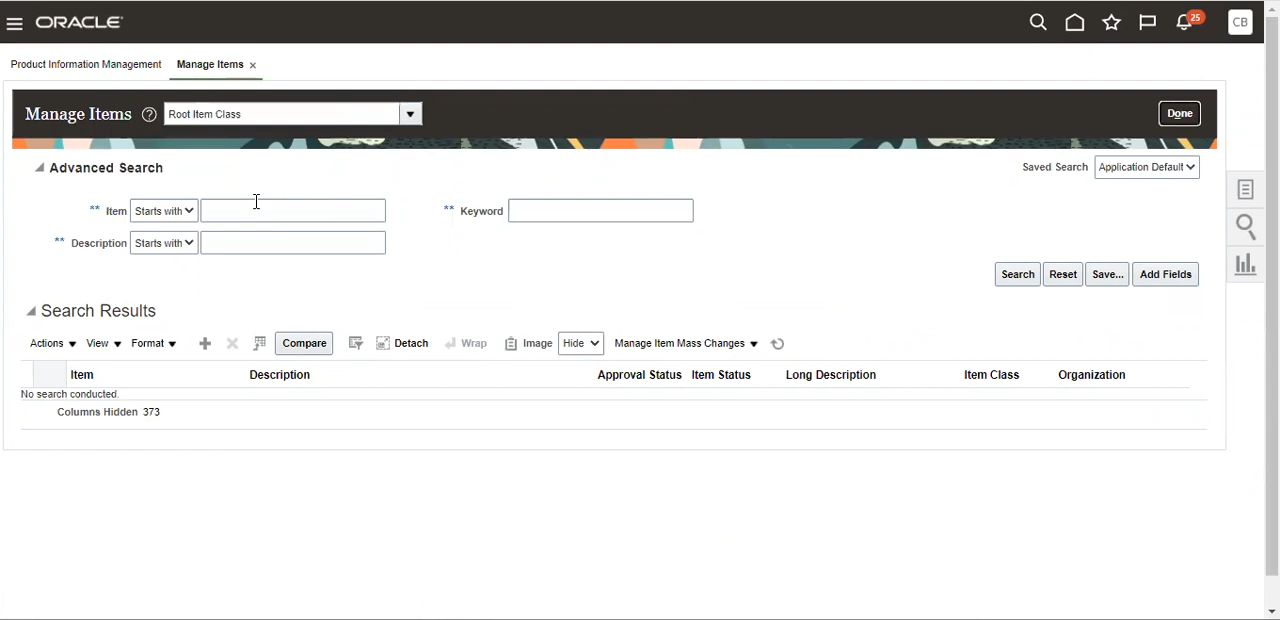 ORACLE
25
CB
Product Information Management Manage Items
Manage Items Root Item Class Done
Advanced Search Saved Search Application Default
** Item Starts with ** Keyword
** Description Starts with
Search Reset Save... Add Fields
Search Results
Actions View Format Compare Detach Wrap Image Hide Manage Item Mass Changes
Item Description Approval Status Item Status Long Description Item Class Organization
No search conducted.
Columns Hidden 373